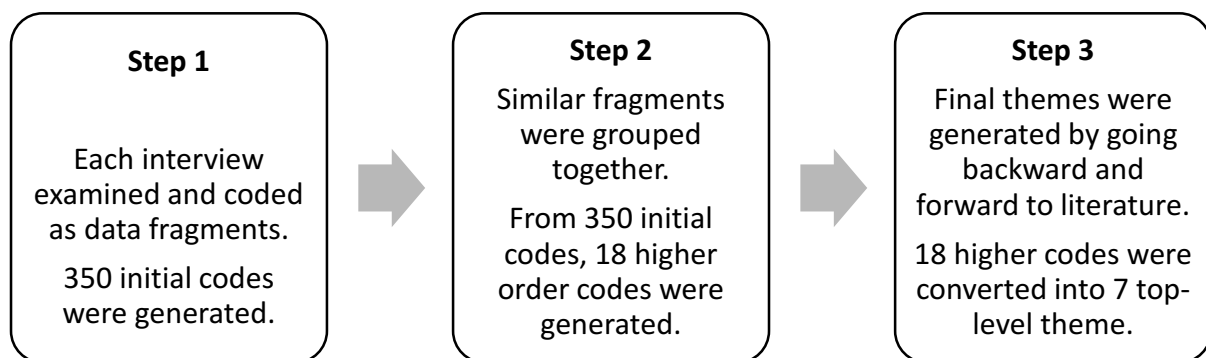 Step 1
Each interview
examined and coded
as data fragments.
350 initial codes
were generated.
Step 2
Similar fragments
were grouped
together.
From 350 initial
codes, 18 higher
order codes were
generated.
Step 3
Final themes were
generated by going
backward and
forward to literature.
18 higher codes were
converted into 7 top-
level theme.